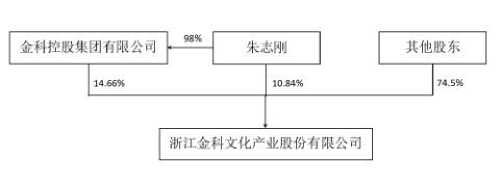 金科控股集团有限公司 98% 朱志刚 其他股东
14.66% 10.84% 74.5%
浙江金科文化产业股份有限公司